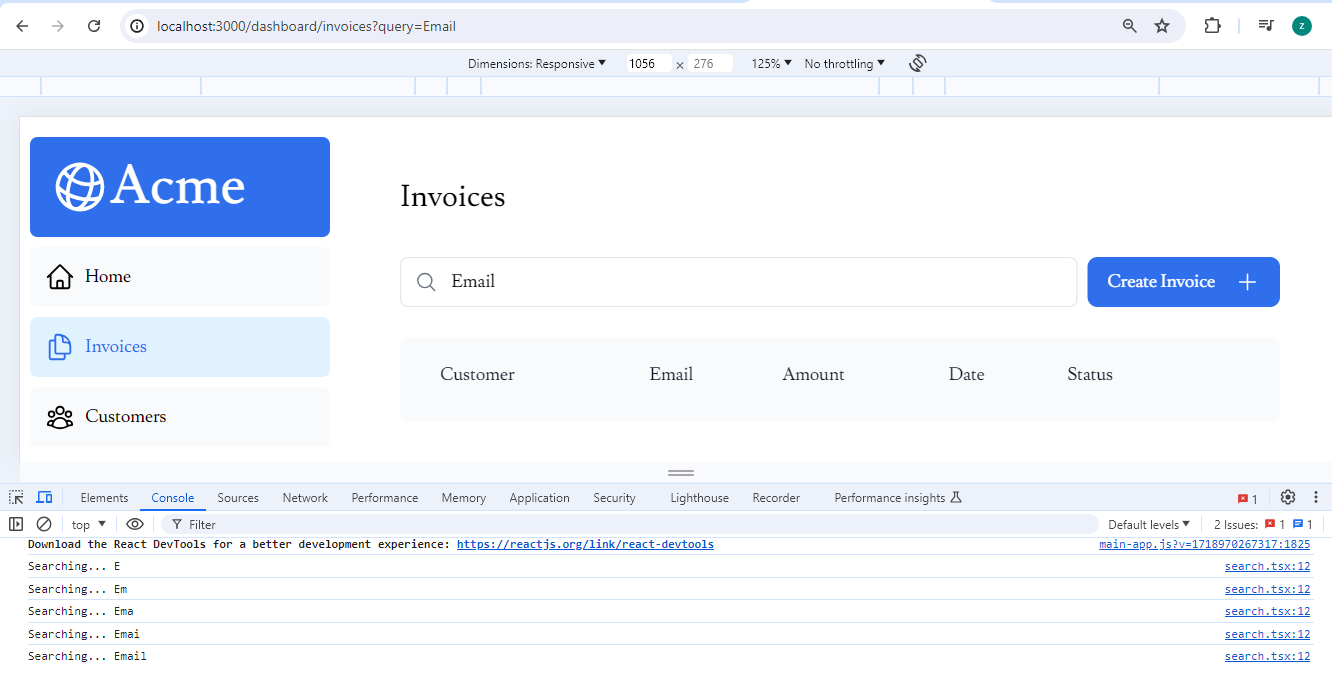 localhost:3000/dashboard/invoices?query=Email
z
Dimensions: Responsive 1056 × 276 125% No throttling
Acme
Home
Invoices
Customers
Invoices
Email
Create Invoice
Customer Email Amount Date Status
Elements Console Sources Network Performance Memory Application Security Lighthouse Recorder Performance insights 1
top Filter Default levels 2 Issues: 1 1
Download the React DevTools for a better development experience: https://reactjs.org/link/react-devtools main-app.js?v=1718970267317:1825
Searching... E search.tsx:12
Searching... Em search.tsx:12
Searching... Ema search.tsx:12
Searching... Emai search.tsx:12
Searching... Email search.tsx:12